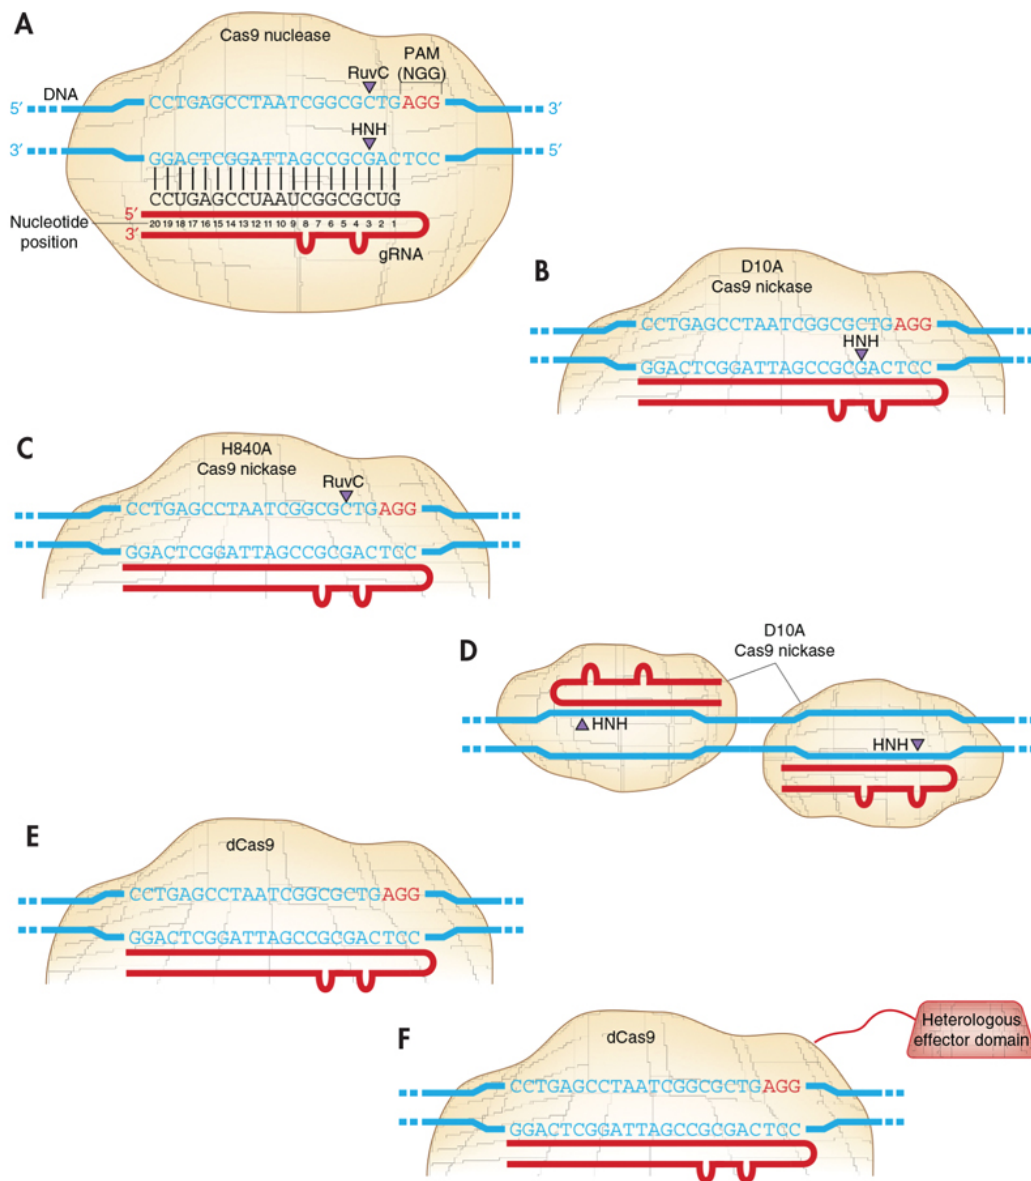 A
Cas9 nuclease
PAM
(NGG)
RuvC
DNA
5′ CCTGAGCCTAATCGGCGCTGAGG 3′
HNH
3′ GGACTCGGATTAGCCGCGACTCC 5′
CCUGAGCCUAAUCGGCGCUG
5′
Nucleotide
position
20 19 18 17 16 15 14 13 12 11 10 9 8 7 6 5 4 3 2 1
3′
gRNA
B
D10A
Cas9 nickase
CCTGAGCCTAATCGGCGCTGAGG
HNH
GGACTCGGATTAGCCGCGACTCC
C
H840A
Cas9 nickase
RuvC
CCTGAGCCTAATCGGCGCTGAGG
GGACTCGGATTAGCCGCGACTCC
D
D10A
Cas9 nickase
HNH
HNH
E
dCas9
CCTGAGCCTAATCGGCGCTGAGG
GGACTCGGATTAGCCGCGACTCC
F
dCas9
Heterologous
effector domain
CCTGAGCCTAATCGGCGCTGAGG
GGACTCGGATTAGCCGCGACTCC